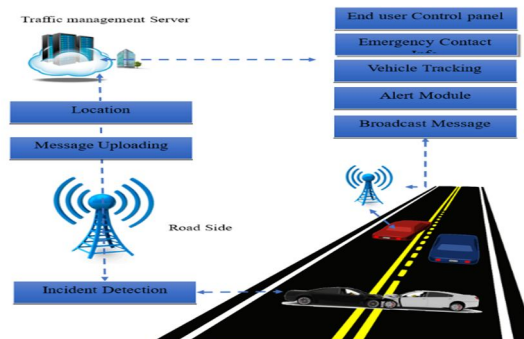 Traffic management Server
End user Control panel
Emergency Contact
Vehicle Tracking
Alert Module
Broadcast Message
Location
Message Uploading
Road Side
Incident Detection